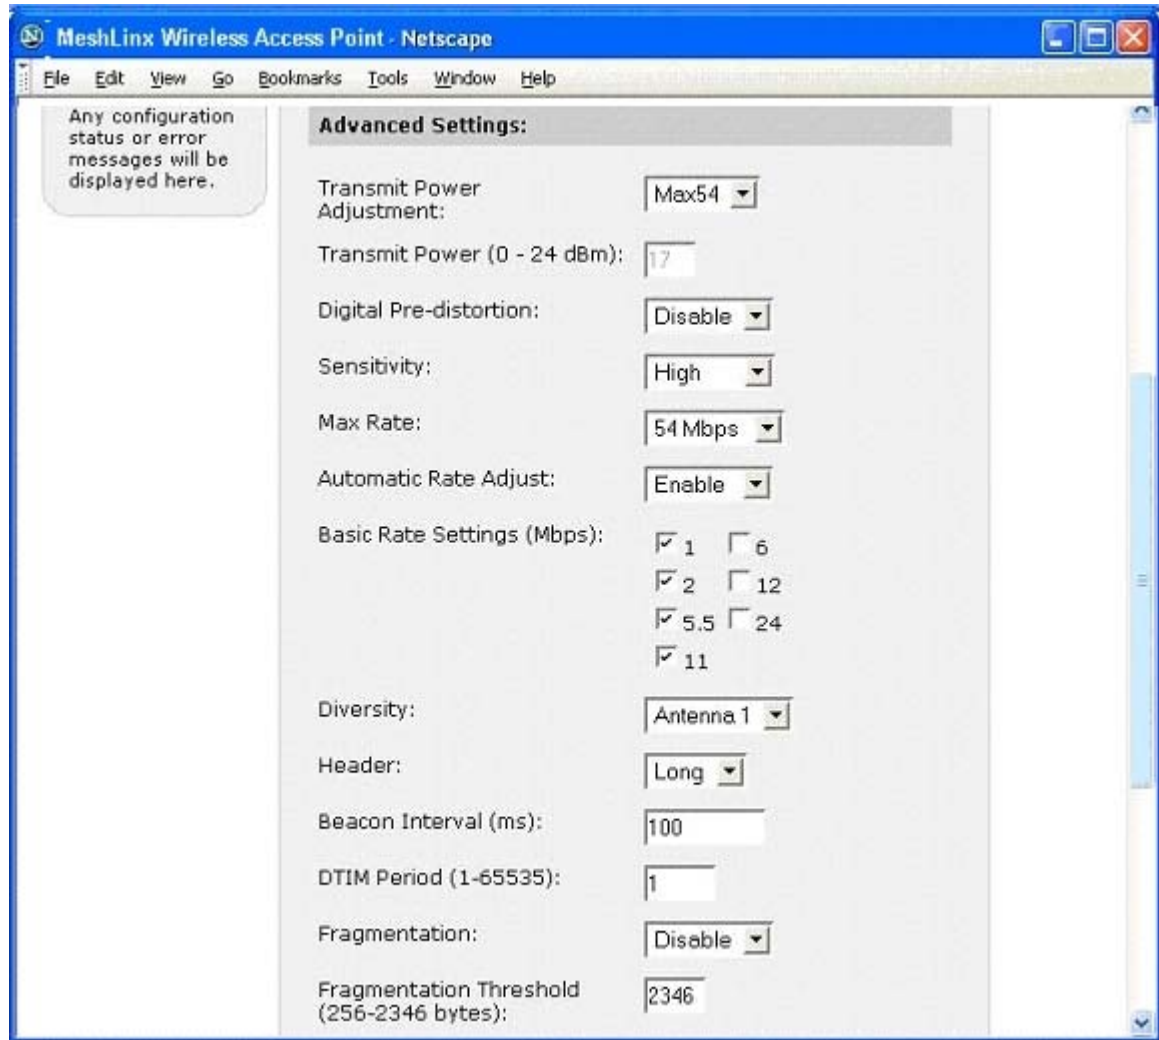 MeshLinx Wireless Access Point - Netscape
File Edit View Go Bookmarks Tools Window Help
Any configuration
status or error
messages will be
displayed here.
Advanced Settings:
Transmit Power
Adjustment:
Max54
Transmit Power (0 - 24 dBm):
17
Digital Pre-distortion:
Disable
Sensitivity:
High
Max Rate:
54 Mbps
Automatic Rate Adjust:
Enable
Basic Rate Settings (Mbps):
1 6
2 12
5.5 24
11
Diversity:
Antenna 1
Header:
Long
Beacon Interval (ms):
100
DTIM Period (1-65535):
1
Fragmentation:
Disable
Fragmentation Threshold
(256-2346 bytes):
2346